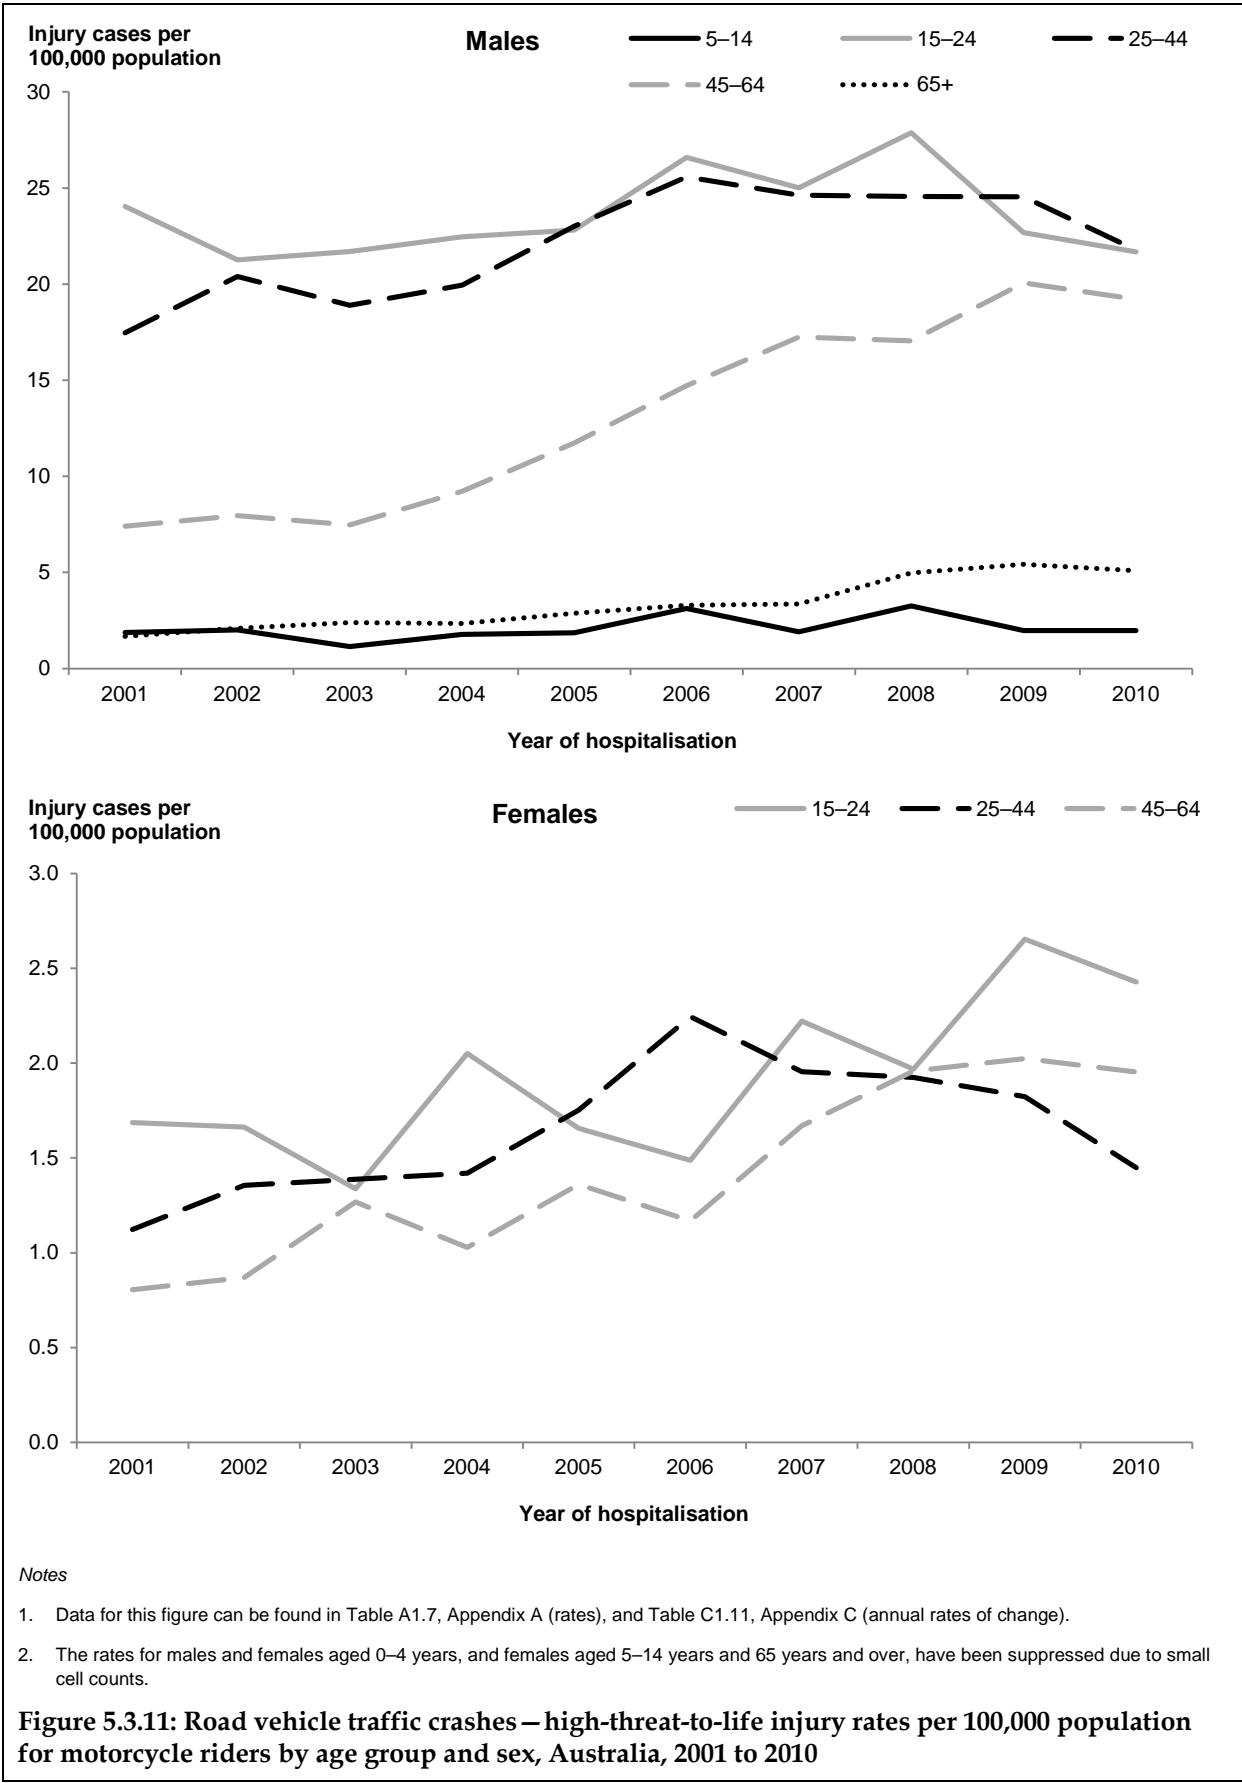 Injury cases per
100,000 population
Males
5–14
15–24
25–44
45–64
65+
30
25
20
15
10
5
0
2001 2002 2003 2004 2005 2006 2007 2008 2009 2010
Year of hospitalisation
Injury cases per
100,000 population
Females
15–24
25–44
45–64
3.0
2.5
2.0
1.5
1.0
0.5
0.0
2001 2002 2003 2004 2005 2006 2007 2008 2009 2010
Year of hospitalisation
Notes
1. Data for this figure can be found in Table A1.7, Appendix A (rates), and Table C1.11, Appendix C (annual rates of change).
2. The rates for males and females aged 0–4 years, and females aged 5–14 years and 65 years and over, have been suppressed due to small
cell counts.
Figure 5.3.11: Road vehicle traffic crashes—high-threat-to-life injury rates per 100,000 population
for motorcycle riders by age group and sex, Australia, 2001 to 2010